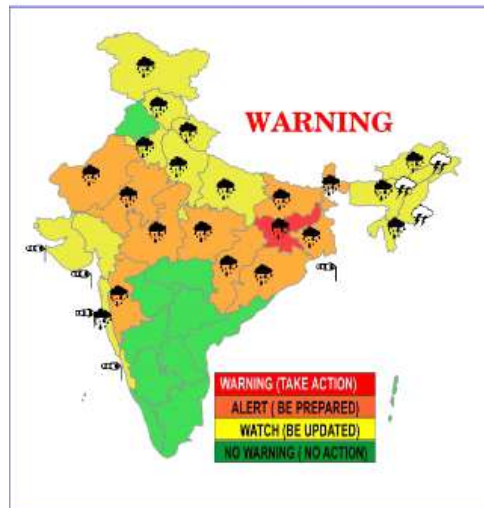 WARNING
WARNING (TAKE ACTION)
ALERT ( BE PREPARED)
WATCH (BE UPDATED)
NO WARNING ( NO ACTION)